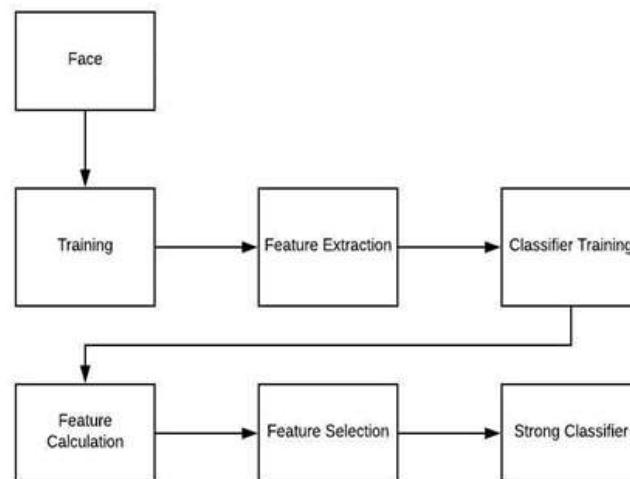 Face
Training
Feature Extraction
Classifier Training
Feature
Calculation
Feature Selection
Strong Classifier